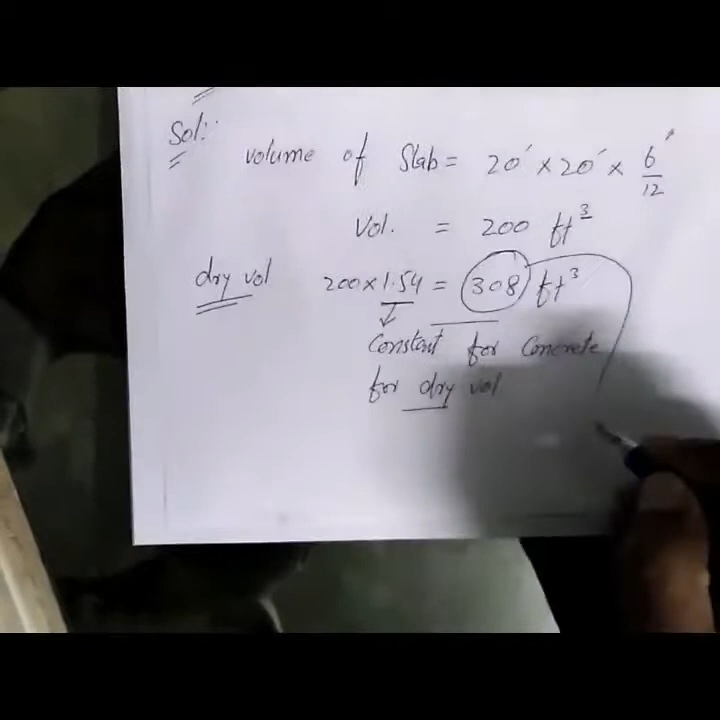 Sol:
volume of Slab = 20' × 20' × 6/12'
Vol. = 200 ft³
dry vol 200 × 1.54 = 308 ft³
Constant for Concrete
for dry vol